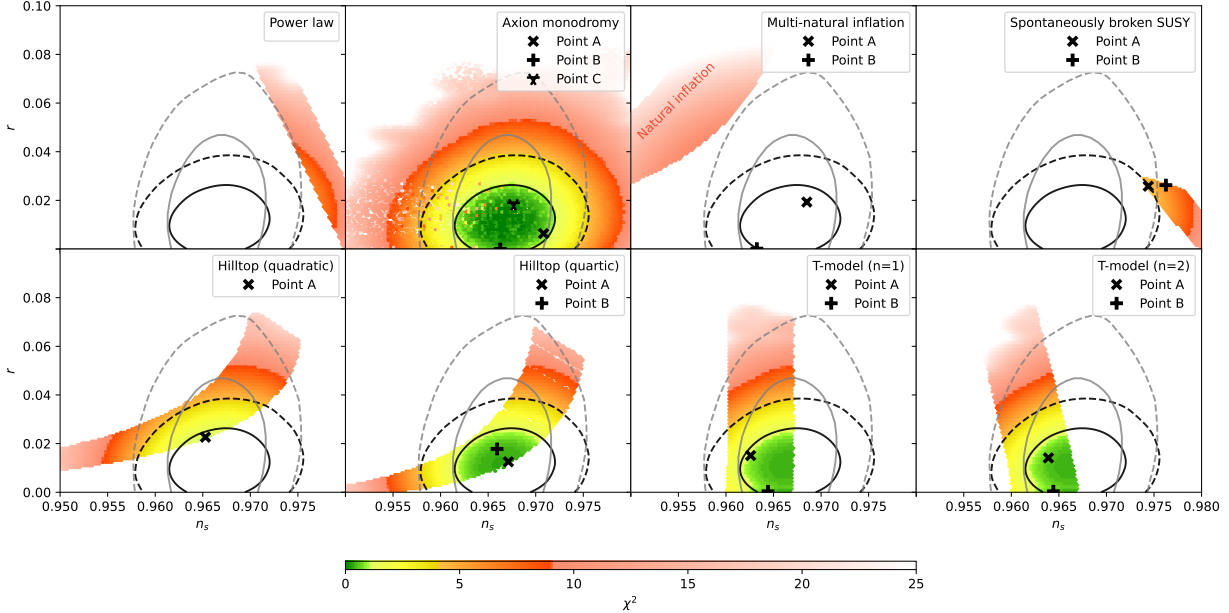 0.10
0.08
0.06
0.04
0.02
r
Power law
Axion monodromy
Point A
Point B
Point C
Multi-natural inflation
Point A
Point B
Natural inflation
Spontaneously broken SUSY
Point A
Point B
0.08
0.06
0.04
0.02
0.00
r
Hilltop (quadratic)
Point A
Hilltop (quartic)
Point A
Point B
T-model (n=1)
Point A
Point B
T-model (n=2)
Point A
Point B
0.950 0.955 0.960 0.965 0.970 0.975
0.955 0.960 0.965 0.970 0.975
0.955 0.960 0.965 0.970 0.975
0.955 0.960 0.965 0.970 0.975 0.980
n_s
n_s
n_s
n_s
0 5 10 15 20 25
χ²